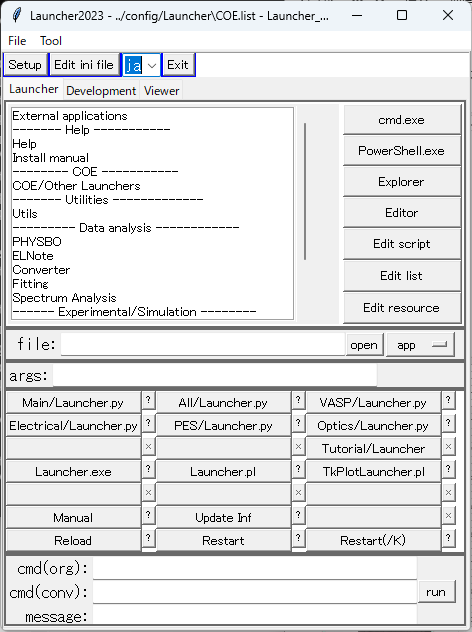 Launcher2023 - ../config/Launcher\COE.list - Launcher_...
File Tool
Setup Edit ini file ja Exit
Launcher Development Viewer
External applications
------- Help ------------
Help
Install manual
-------- COE -----------
COE/Other Launchers
------- Utilities -------------
Utils
--------- Data analysis ------------
PHYSBO
ELNote
Converter
Fitting
Spectrum Analysis
------ Experimental/Simulation --------
cmd.exe
PowerShell.exe
Explorer
Editor
Edit script
Edit list
Edit resource
file: open app
args:
Main/Launcher.py ? All/Launcher.py ? VASP/Launcher.py ?
Electrical/Launcher.py ? PES/Launcher.py ? Optics/Launcher.py ?
× × Tutorial/Launcher ×
Launcher.exe ? Launcher.pl ? TkPlotLauncher.pl ?
× × ×
Manual ? Update Inf ? ×
Reload ? Restart ? Restart(/K) ?
cmd(org):
cmd(conv): run
message: